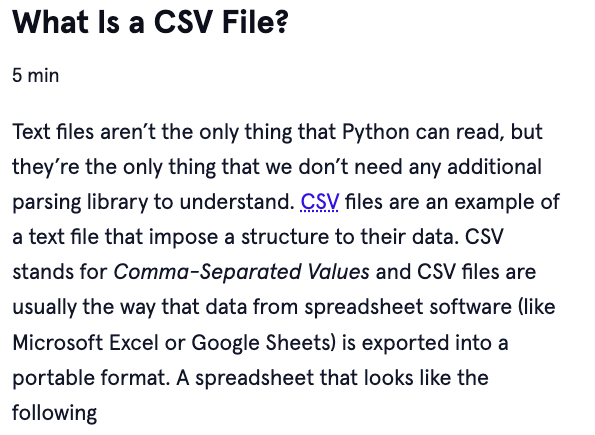 What Is a CSV File?
5 min
Text files aren’t the only thing that Python can read, but
they’re the only thing that we don’t need any additional
parsing library to understand. CSV files are an example of
a text file that impose a structure to their data. CSV
stands for Comma-Separated Values and CSV files are
usually the way that data from spreadsheet software (like
Microsoft Excel or Google Sheets) is exported into a
portable format. A spreadsheet that looks like the
following